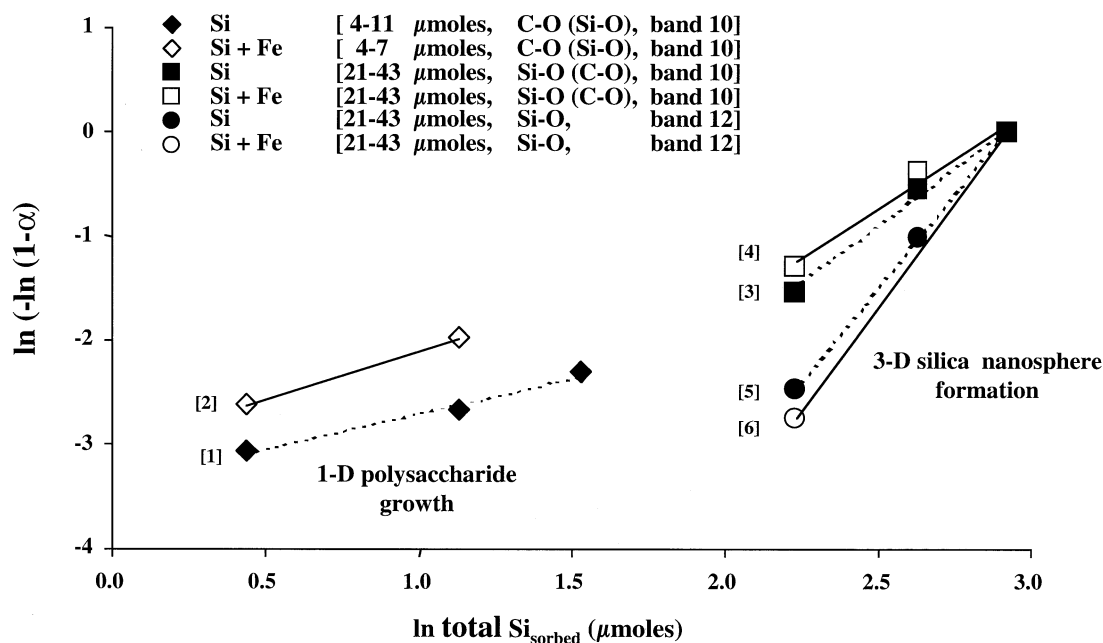 Si [ 4-11 µmoles, C-O (Si-O), band 10]
Si + Fe [ 4-7 µmoles, C-O (Si-O), band 10]
Si [21-43 µmoles, Si-O (C-O), band 10]
Si + Fe [21-43 µmoles, Si-O (C-O), band 10]
Si [21-43 µmoles, Si-O, band 12]
Si + Fe [21-43 µmoles, Si-O, band 12]
1
0
-1
-2
-3
-4
ln (-ln (1-α)
[4]
[3]
[5]
[6]
3-D silica nanosphere
formation
[2]
[1]
1-D polysaccharide
growth
0.0 0.5 1.0 1.5 2.0 2.5 3.0
ln total Si sorbed (µmoles)